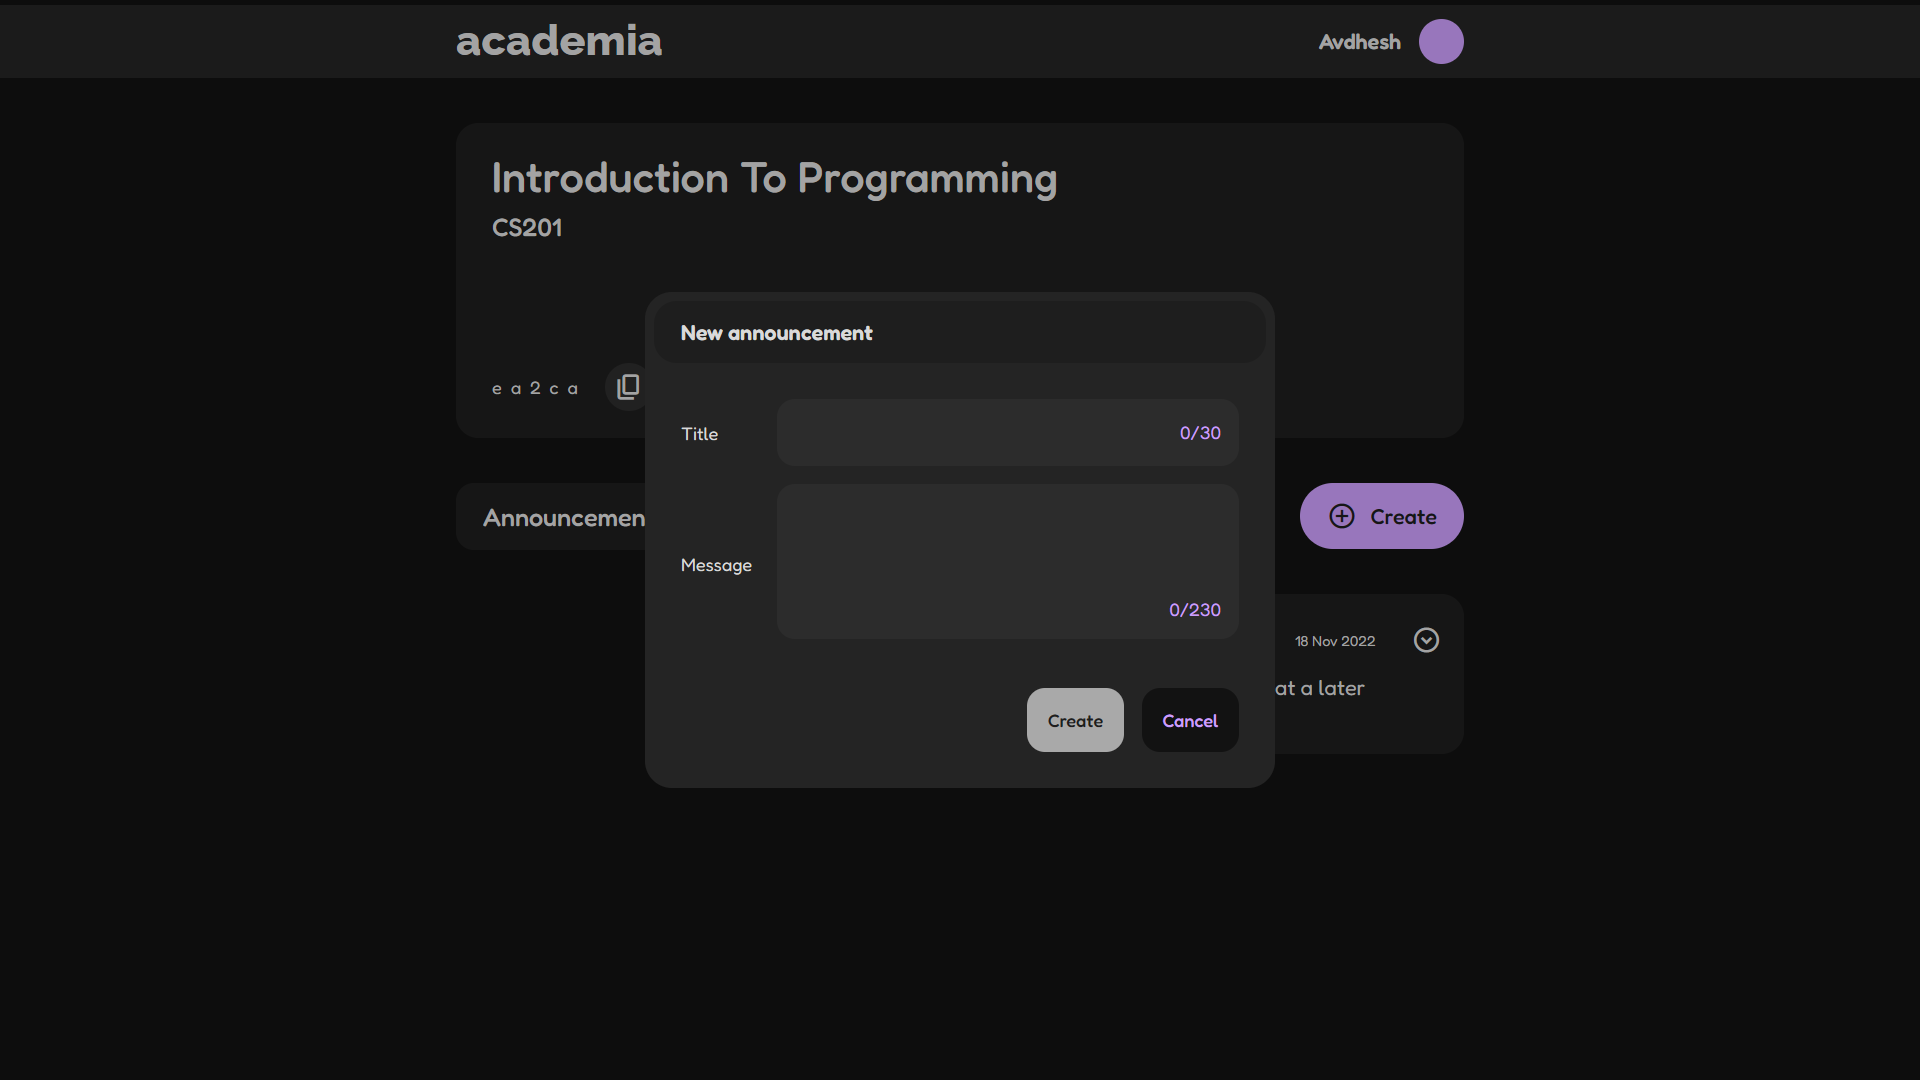 academia
Avdhesh
Introduction To Programming
CS201
e a 2 c a
New announcement
Title
0/30
Message
0/230
Create
Cancel
Announcemen
Create
18 Nov 2022
at a later